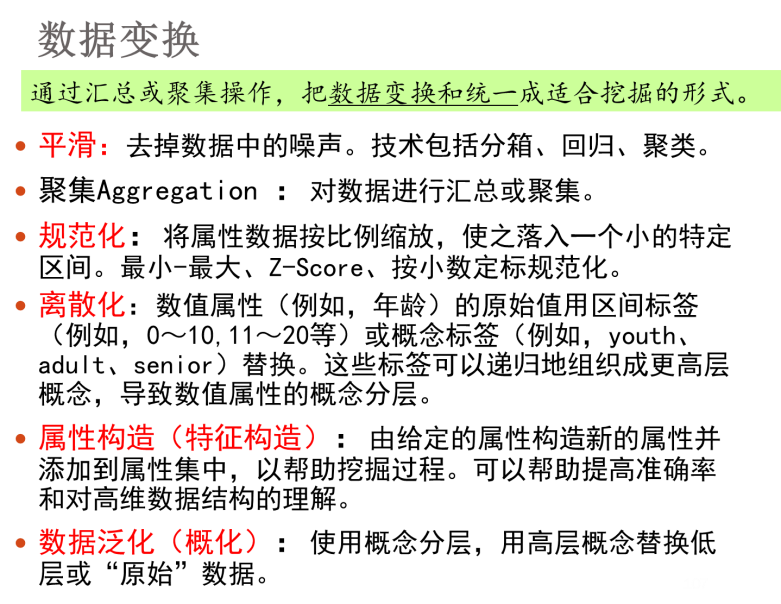 数据变换
通过汇总或聚集操作，把数据变换和统一成适合挖掘的形式。
• 平滑：去掉数据中的噪声。技术包括分箱、回归、聚类。
• 聚集Aggregation ： 对数据进行汇总或聚集。
• 规范化： 将属性数据按比例缩放，使之落入一个小的特定
区间。最小-最大、Z-Score、按小数定标规范化。
• 离散化：数值属性（例如，年龄）的原始值用区间标签
（例如，0～10,11～20等）或概念标签（例如，youth、
adult、senior）替换。这些标签可以递归地组织成更高层
概念，导致数值属性的概念分层。
• 属性构造（特征构造）： 由给定的属性构造新的属性并
添加到属性集中，以帮助挖掘过程。可以帮助提高准确率
和对高维数据结构的理解。
• 数据泛化（概化）： 使用概念分层，用高层概念替换低
层或“原始”数据。